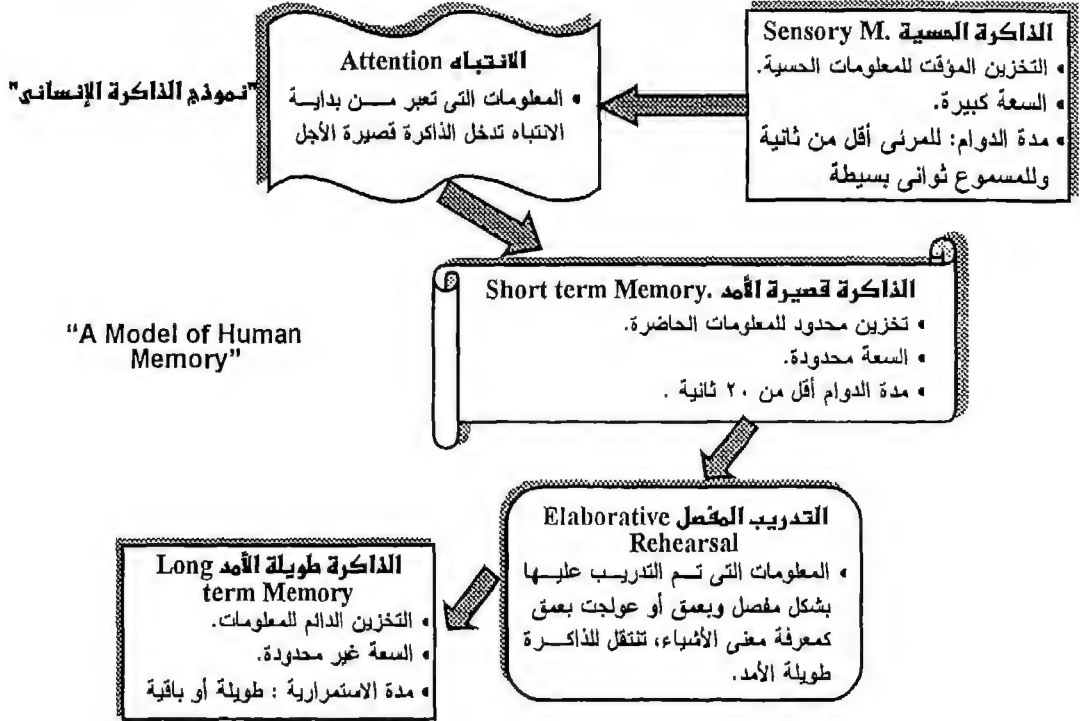 "نموذج الذاكرة الإنسانى"
الذاكرة الحسية Sensory M.
• التخزين المؤقت للمعلومات الحسية.
• السعة كبيرة.
• مدة الدوام: للمرئى أقل من ثانية
وللمسموع ثوانى بسيطة
الانتباه Attention
• المعلومات التى تعبر من بداية
الانتباه تدخل الذاكرة قصيرة الأجل
الذاكرة قصيرة الأمد Short term Memory.
• تخزين محدود للمعلومات الحاضرة.
• السعة محدودة.
• مدة الدوام أقل من ٢٠ ثانية .
"A Model of Human
Memory"
التدريب المفصل Elaborative
Rehearsal
• المعلومات التى تم التدريب عليها
بشكل مفصل وبعمق أو عولجت بعمق
كمعرفة معنى الأشياء، تنتقل للذاكرة
طويلة الأمد.
الذاكرة طويلة الأمد Long
term Memory
• التخزين الدائم للمعلومات.
• السعة غير محدودة.
• مدة الاستمرارية : طويلة أو باقية